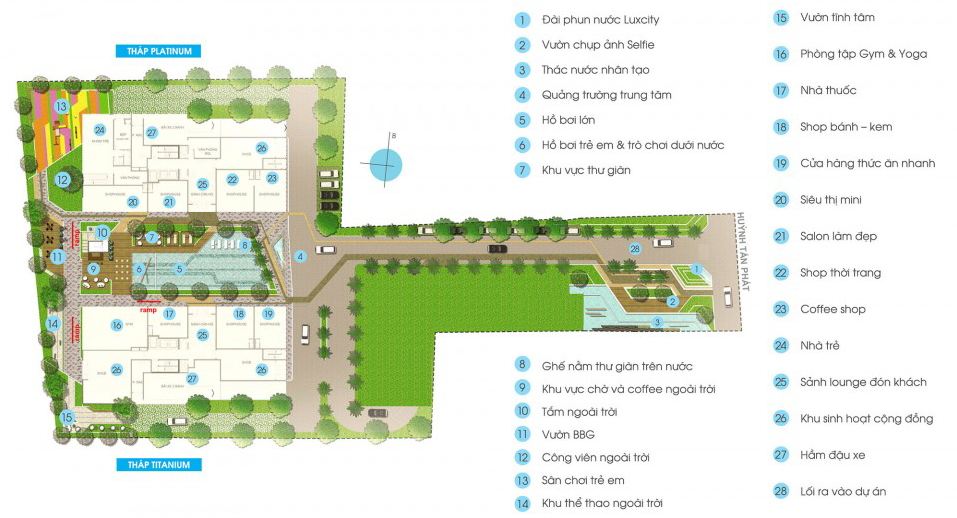 THÁP PLATINUM
THÁP TITANIUM
HUỲNH TẤN PHÁT
B
ramp
ramp
ramp
1 Đài phun nước Luxcity
2 Vườn chụp ảnh Selfie
3 Thác nước nhân tạo
4 Quảng trường trung tâm
5 Hồ bơi lớn
6 Hồ bơi trẻ em & trò chơi dưới nước
7 Khu vực thư giãn
8 Ghế nằm thư giãn trên nước
9 Khu vực chờ và coffee ngoài trời
10 Tắm ngoài trời
11 Vườn BBG
12 Công viên ngoài trời
13 Sân chơi trẻ em
14 Khu thể thao ngoài trời
15 Vườn tĩnh tâm
16 Phòng tập Gym & Yoga
17 Nhà thuốc
18 Shop bánh – kem
19 Cửa hàng thức ăn nhanh
20 Siêu thị mini
21 Salon làm đẹp
22 Shop thời trang
23 Coffee shop
24 Nhà trẻ
25 Sảnh lounge đón khách
26 Khu sinh hoạt cộng đồng
27 Hầm đậu xe
28 Lối ra vào dự án